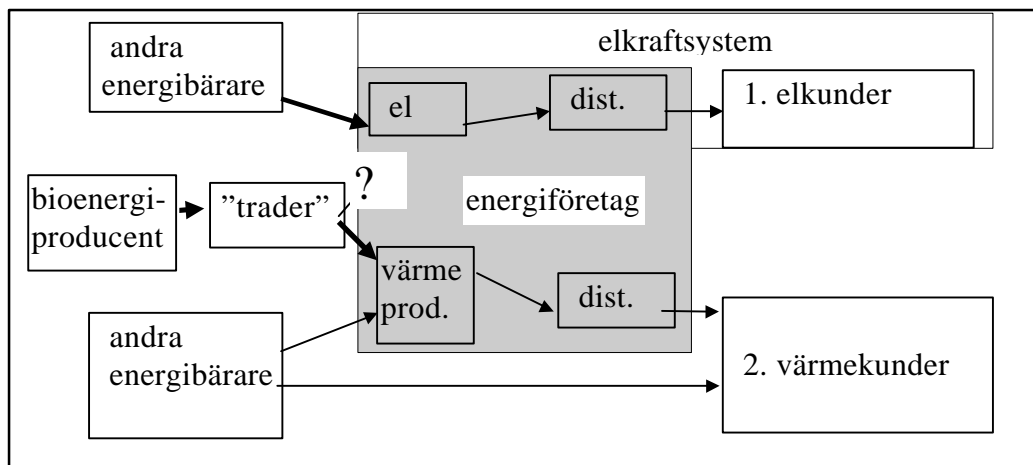 elkraftsystem
andra
energibärare
el
dist.
1. elkunder
?
bioenergi-
producent
”trader”
energiföretag
värme
prod.
dist.
andra
energibärare
2. värmekunder